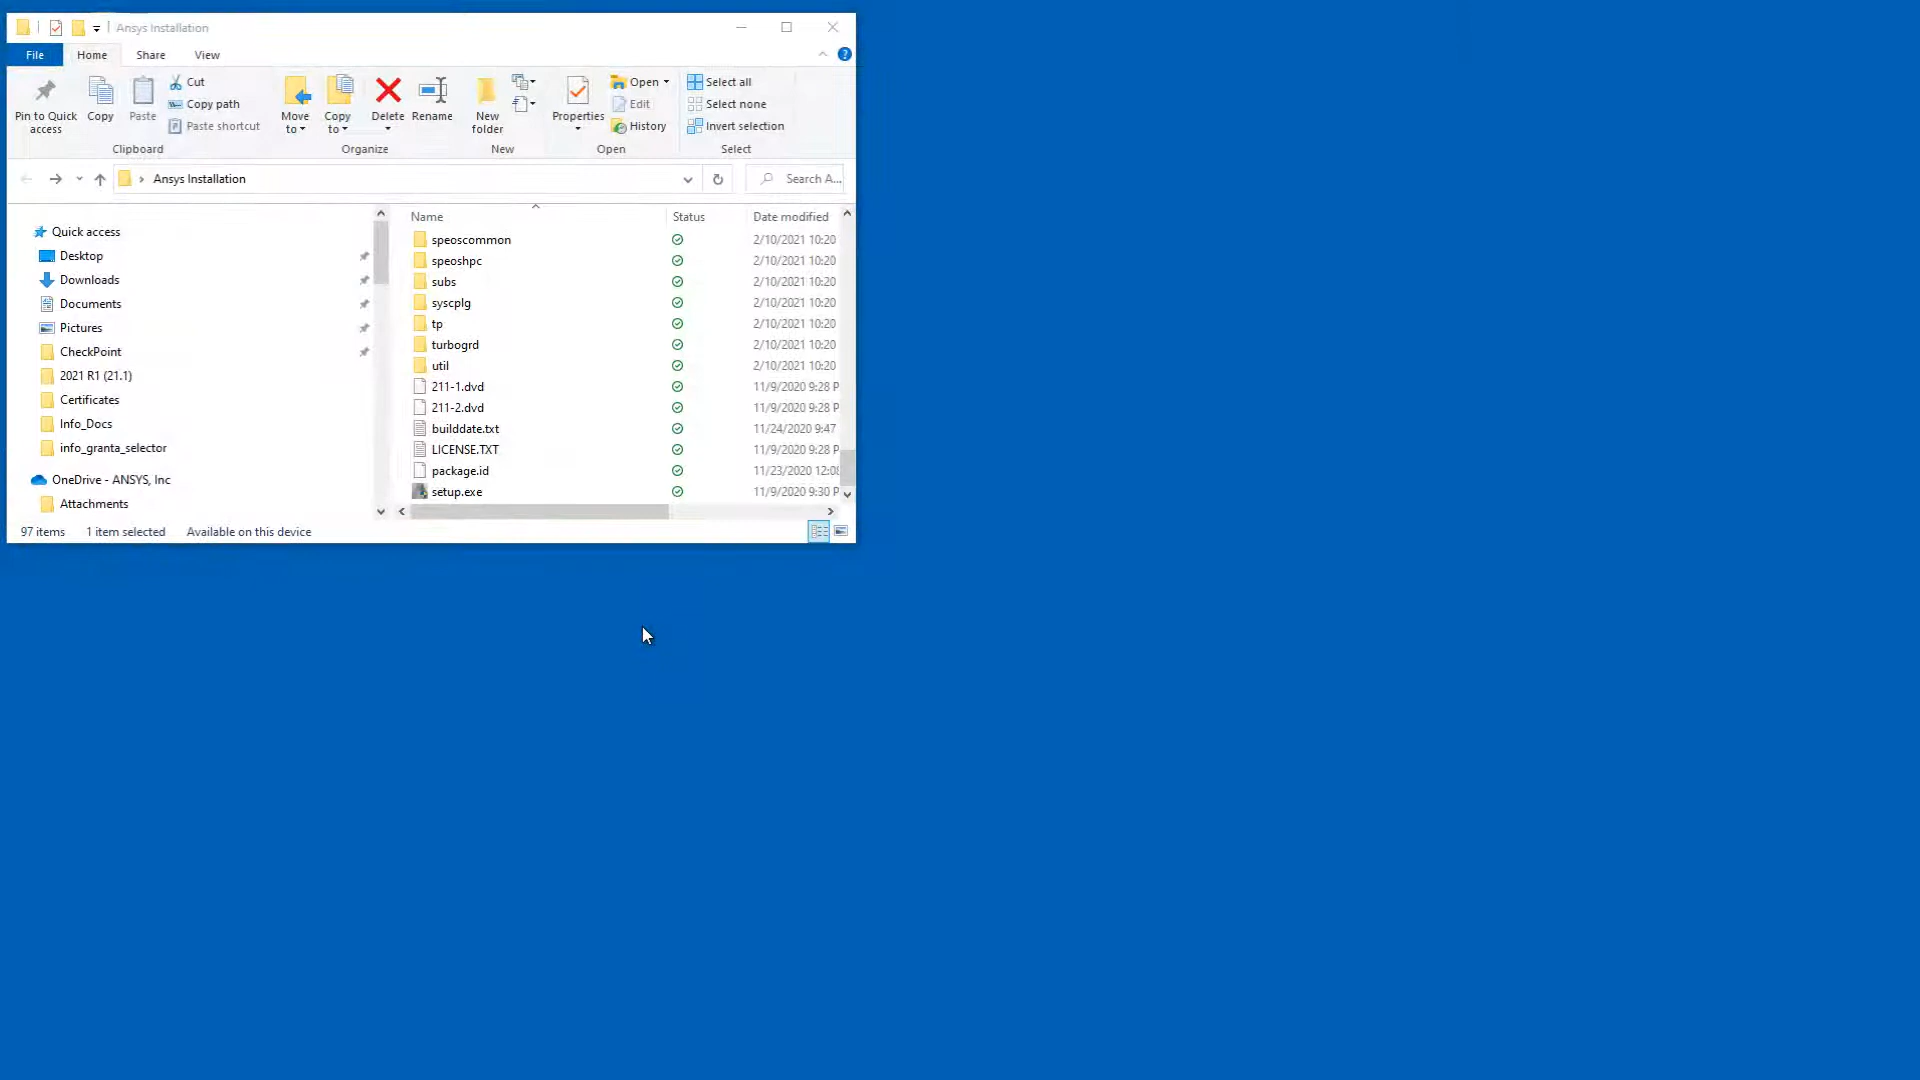 Ansys Installation
File Home Share View
Pin to Quick access
Copy
Paste
Cut
Copy path
Paste shortcut
Clipboard
Move to
Copy to
Delete
Rename
Organize
New folder
New
Properties
Open
Edit
History
Open
Select all
Select none
Invert selection
Select
Ansys Installation
Search A...
Quick access
Desktop
Downloads
Documents
Pictures
CheckPoint
2021 R1 (21.1)
Certificates
Info_Docs
info_granta_selector
OneDrive - ANSYS, Inc
Attachments
Name Status Date modified
speoscommon 2/10/2021 10:20
speoshpc 2/10/2021 10:20
subs 2/10/2021 10:20
syscplg 2/10/2021 10:20
tp 2/10/2021 10:20
turbogrd 2/10/2021 10:20
util 2/10/2021 10:20
211-1.dvd 11/9/2020 9:28 P
211-2.dvd 11/9/2020 9:28 P
builddate.txt 11/24/2020 9:47
LICENSE.TXT 11/9/2020 9:28 P
package.id 11/23/2020 12:08
setup.exe 11/9/2020 9:30 P
97 items 1 item selected Available on this device